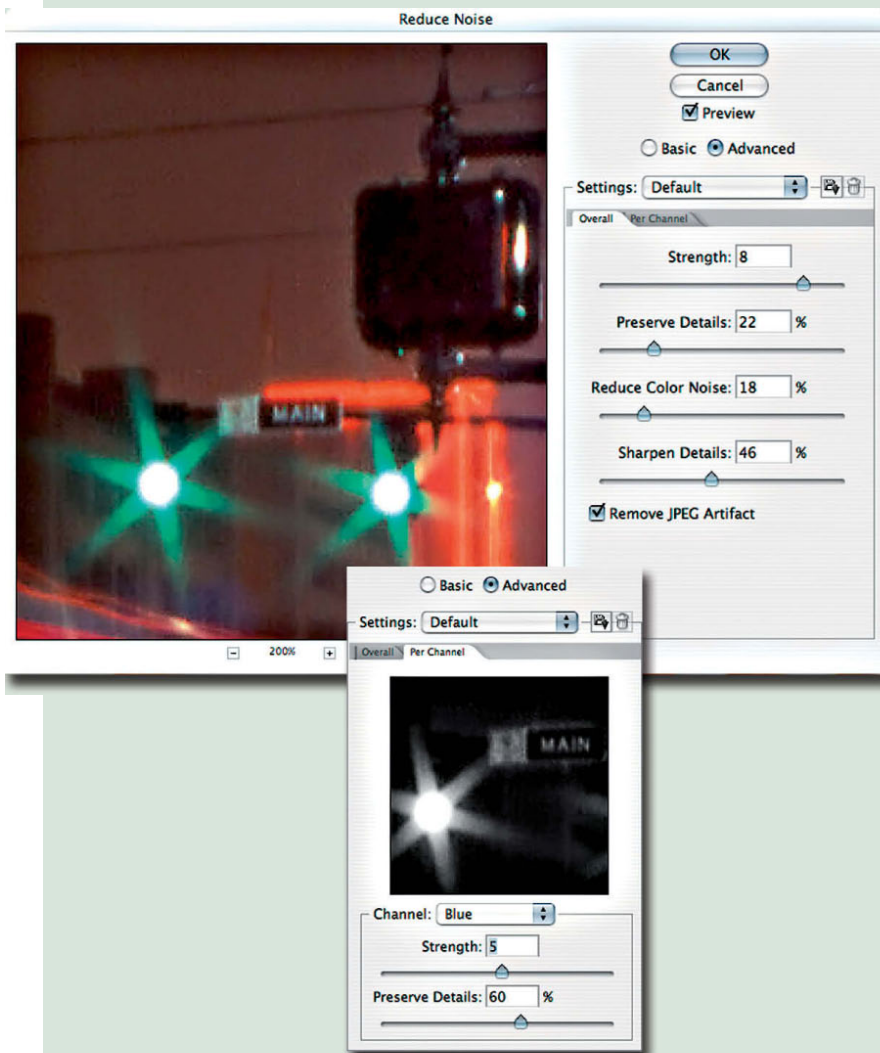 Reduce Noise
OK
Cancel
Preview
Basic Advanced
Settings: Default
Overall Per Channel
Strength: 8
Preserve Details: 22 %
Reduce Color Noise: 18 %
Sharpen Details: 46 %
Remove JPEG Artifact
MAIN
200%
Basic Advanced
Settings: Default
Overall Per Channel
MAIN
Channel: Blue
Strength: 5
Preserve Details: 60 %